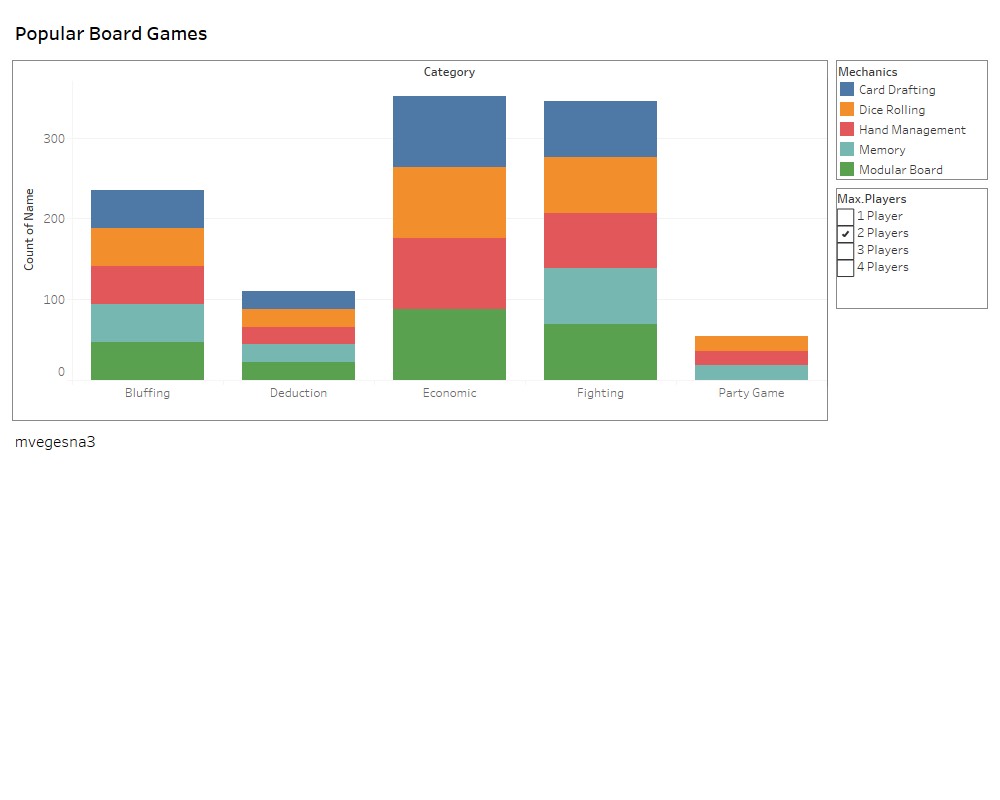 Popular Board Games
Category
Count of Name
300
200
100
0
Bluffing
Deduction
Economic
Fighting
Party Game
Mechanics
Card Drafting
Dice Rolling
Hand Management
Memory
Modular Board
Max.Players
1 Player
2 Players
3 Players
4 Players
mvegesna3